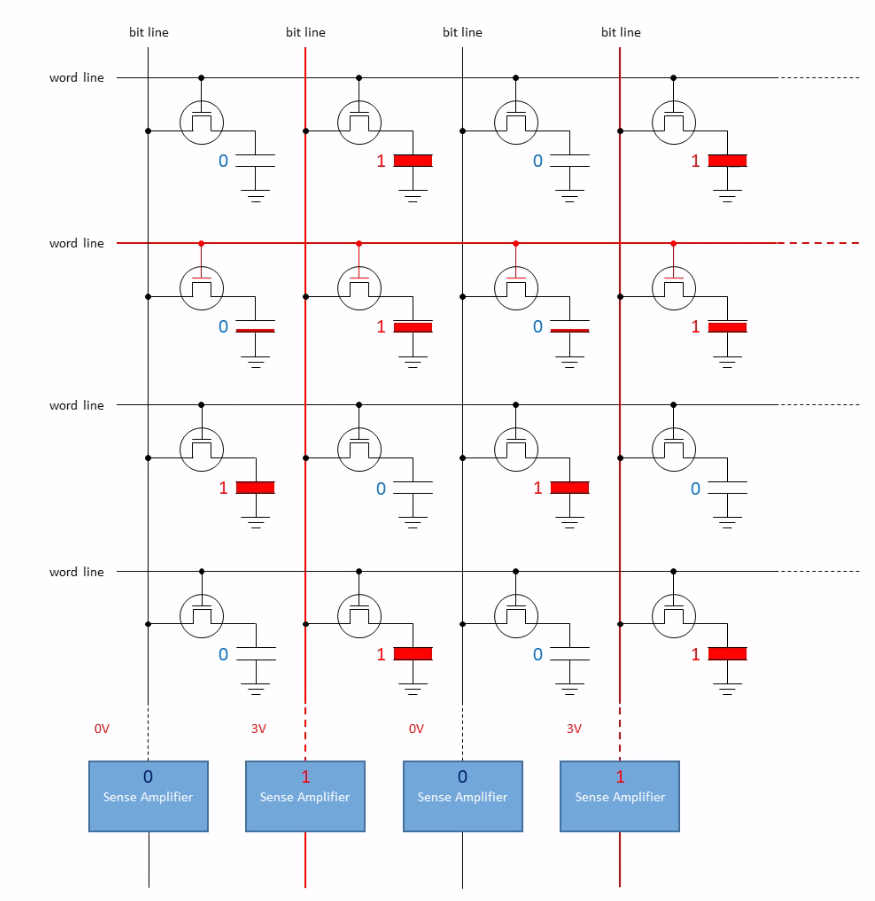 bit line bit line bit line bit line
word line
0 1 0 1
word line
0 1 0 1
word line
1 0 1 0
word line
0 1 0 1
0V 3V 0V 3V
0 1 0 1
Sense Amplifier Sense Amplifier Sense Amplifier Sense Amplifier